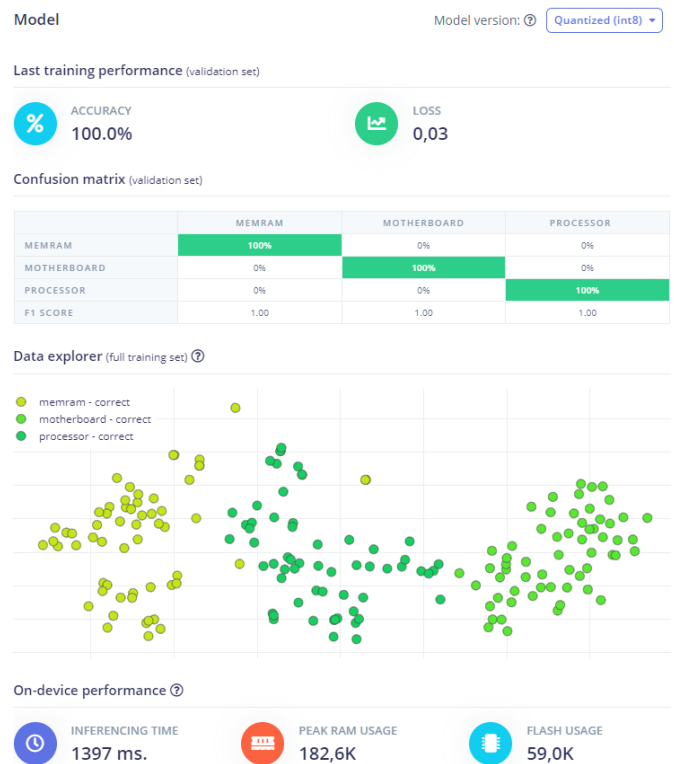 Model
Model version: Quantized (int8)
Last training performance (validation set)
ACCURACY
100.0%
LOSS
0,03
Confusion matrix (validation set)
MEMRAM MOTHERBOARD PROCESSOR
MEMRAM 100% 0% 0%
MOTHERBOARD 0% 100% 0%
PROCESSOR 0% 0% 100%
F1 SCORE 1.00 1.00 1.00
Data explorer (full training set)
memram - correct
motherboard - correct
processor - correct
On-device performance
INFERENCING TIME
1397 ms.
PEAK RAM USAGE
182,6K
FLASH USAGE
59,0K